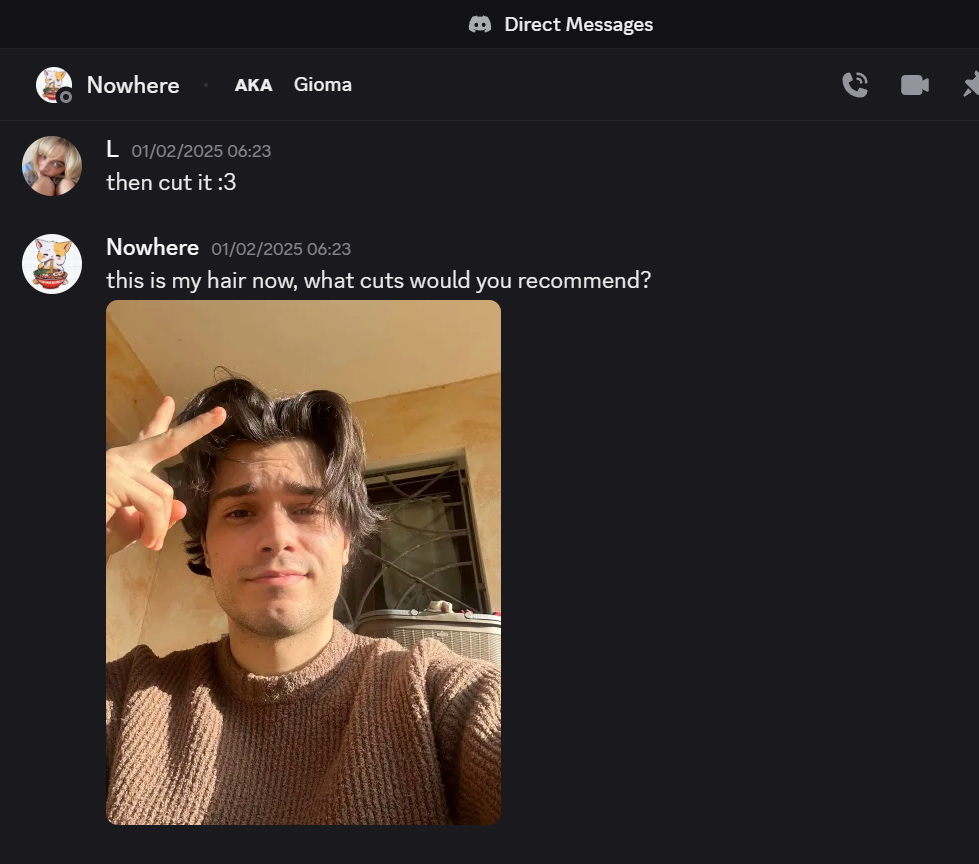 Direct Messages
Nowhere AKA Gioma
L 01/02/2025 06:23
then cut it :3
Nowhere 01/02/2025 06:23
this is my hair now, what cuts would you recommend?